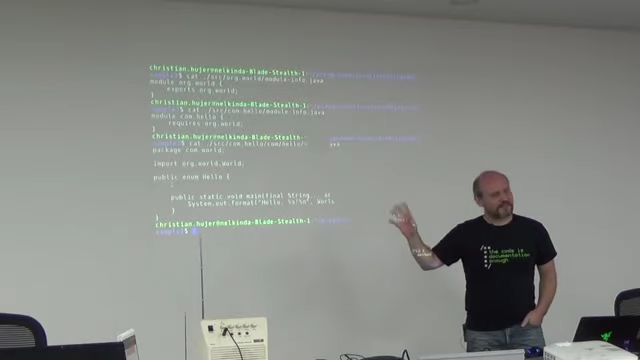 christian.hujer@nelkinda-Blade-Stealth-1:
$ cat ./src/org.world/module-info.java
module org.world {
exports org.world;
}
christian.hujer@nelkinda-Blade-Stealth-1:
$ cat ./src/com.hello/module-info.java
module com.hello {
requires org.world;
}
christian.hujer@nelkinda-Blade-Stealth-1
$ cat ./src/com.hello/com/hello/
package com.world;
import org.world.World;
public enum Hello {
;
public static void main(final String
System.out.format("Hello, %s!%n", World
}
}
christian.hujer@nelkinda-Blade-Stealth-1:
$
/**
* the code is
* documentation
* enough
*/